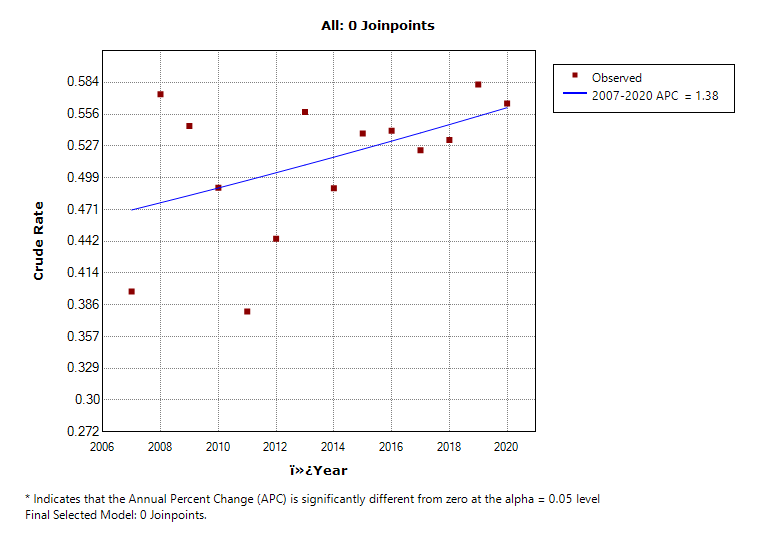 All: 0 Joinpoints
0.584
0.556
0.527
0.499
0.471
0.442
0.414
0.386
0.357
0.329
0.30
0.272
Crude Rate
2006 2008 2010 2012 2014 2016 2018 2020
ï»¿Year
Observed
2007-2020 APC = 1.38
* Indicates that the Annual Percent Change (APC) is significantly different from zero at the alpha = 0.05 level
Final Selected Model: 0 Joinpoints.